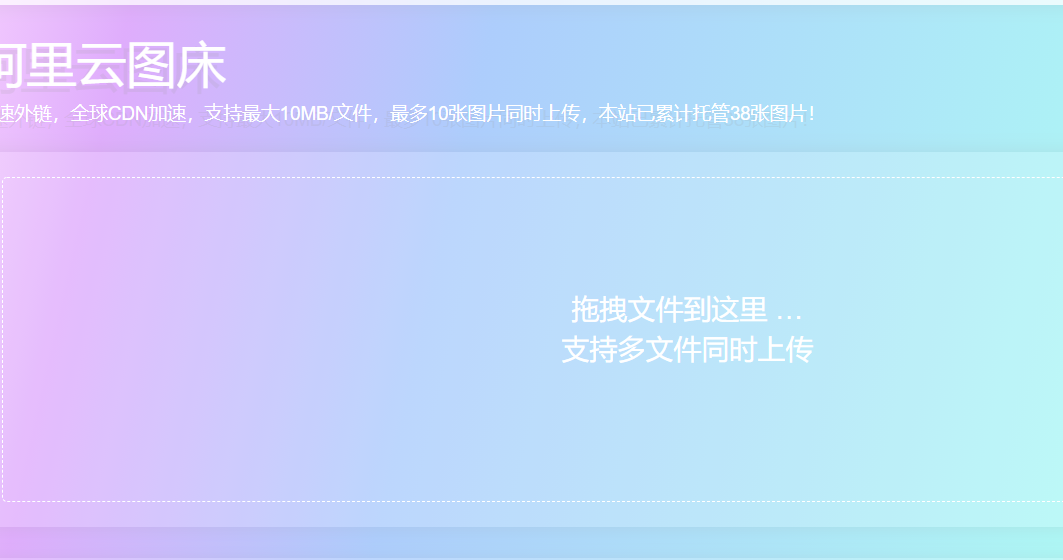 阿里云图床
速外链，全球CDN加速，支持最大10MB/文件，最多10张图片同时上传，本站已累计托管38张图片！
拖拽文件到这里 …
支持多文件同时上传